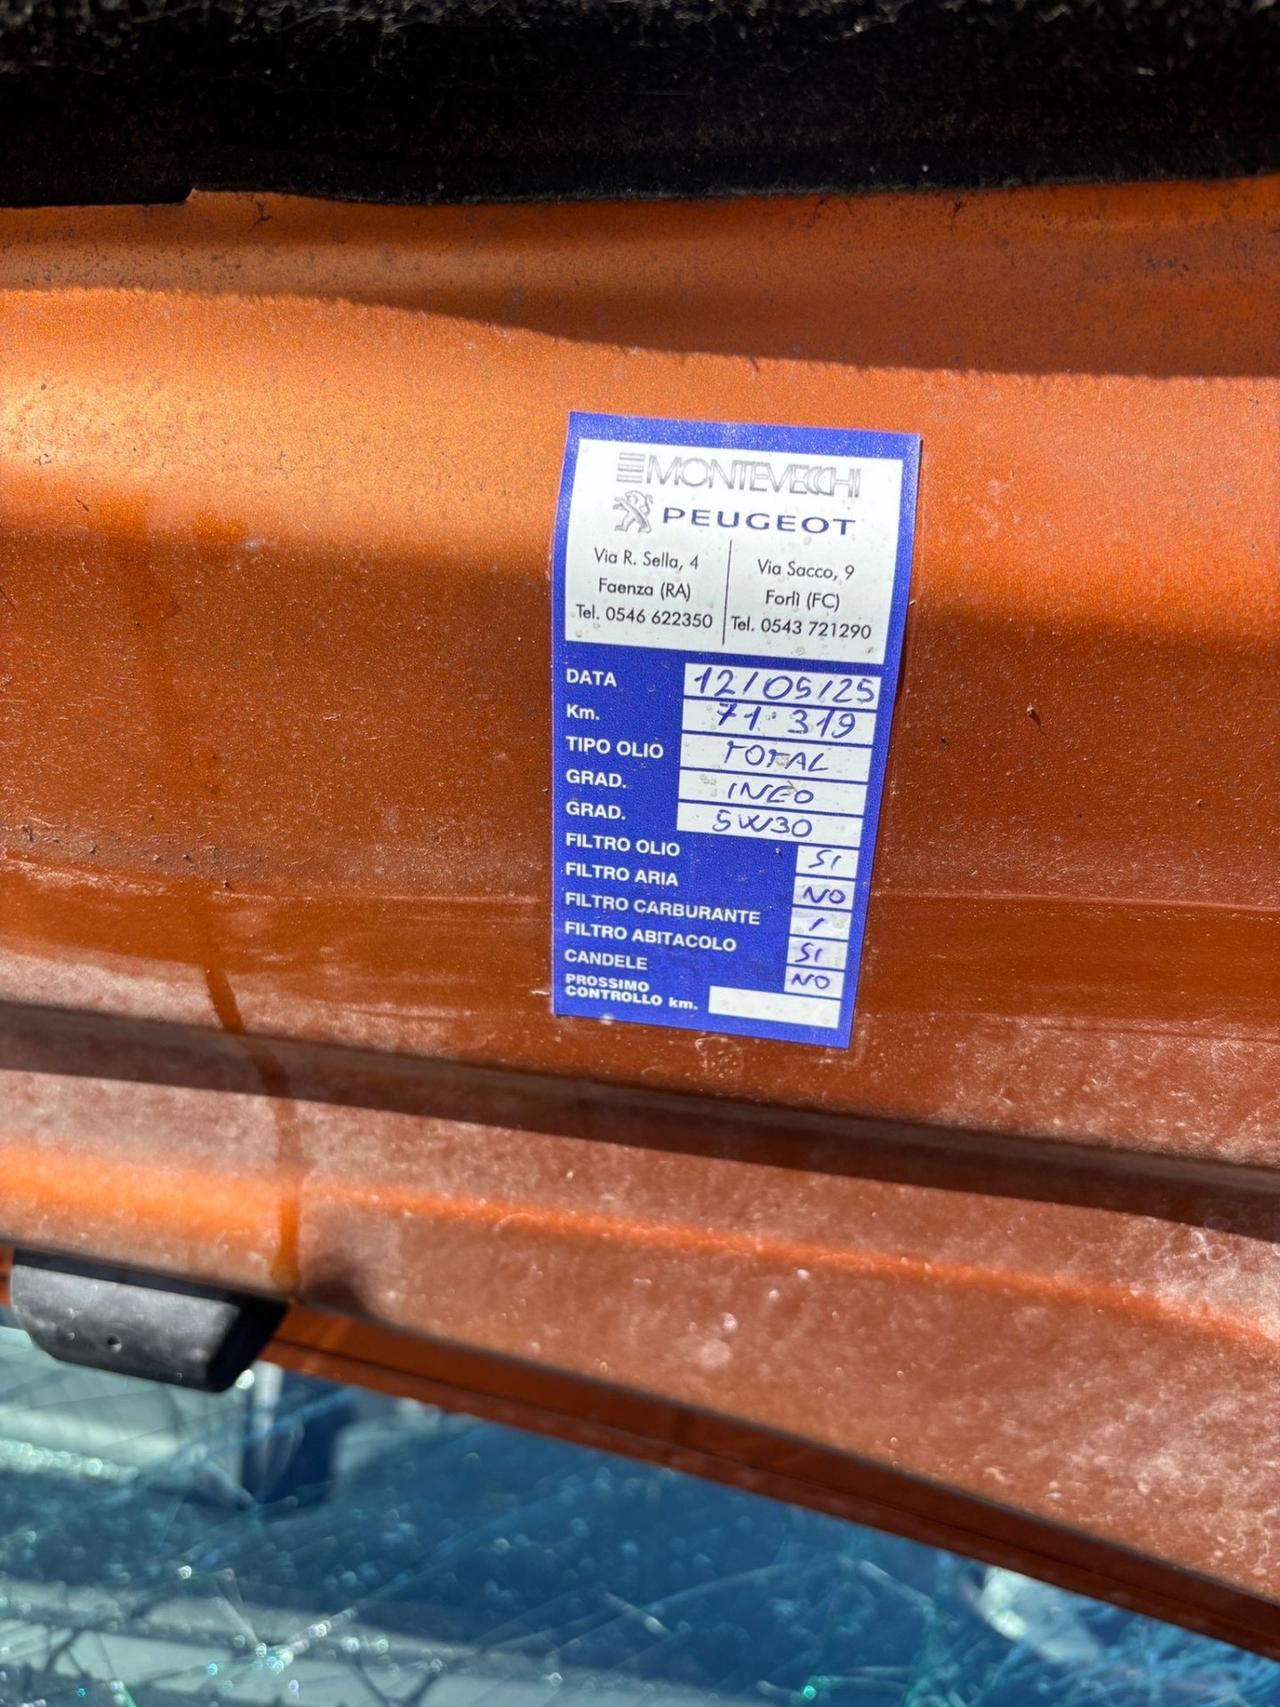 MONTEVECCHI
PEUGEOT
Via R. Sella, 4
Faenza (RA)
Tel. 0546 622350
Via Sacco, 9
Forlì (FC)
Tel. 0543 721290
DATA 12/05/25
Km. 71.319
TIPO OLIO TOTAL
GRAD. INEO
GRAD. 5W30
FILTRO OLIO SI
FILTRO ARIA NO
FILTRO CARBURANTE /
FILTRO ABITACOLO SI
CANDELE NO
PROSSIMO
CONTROLLO km.